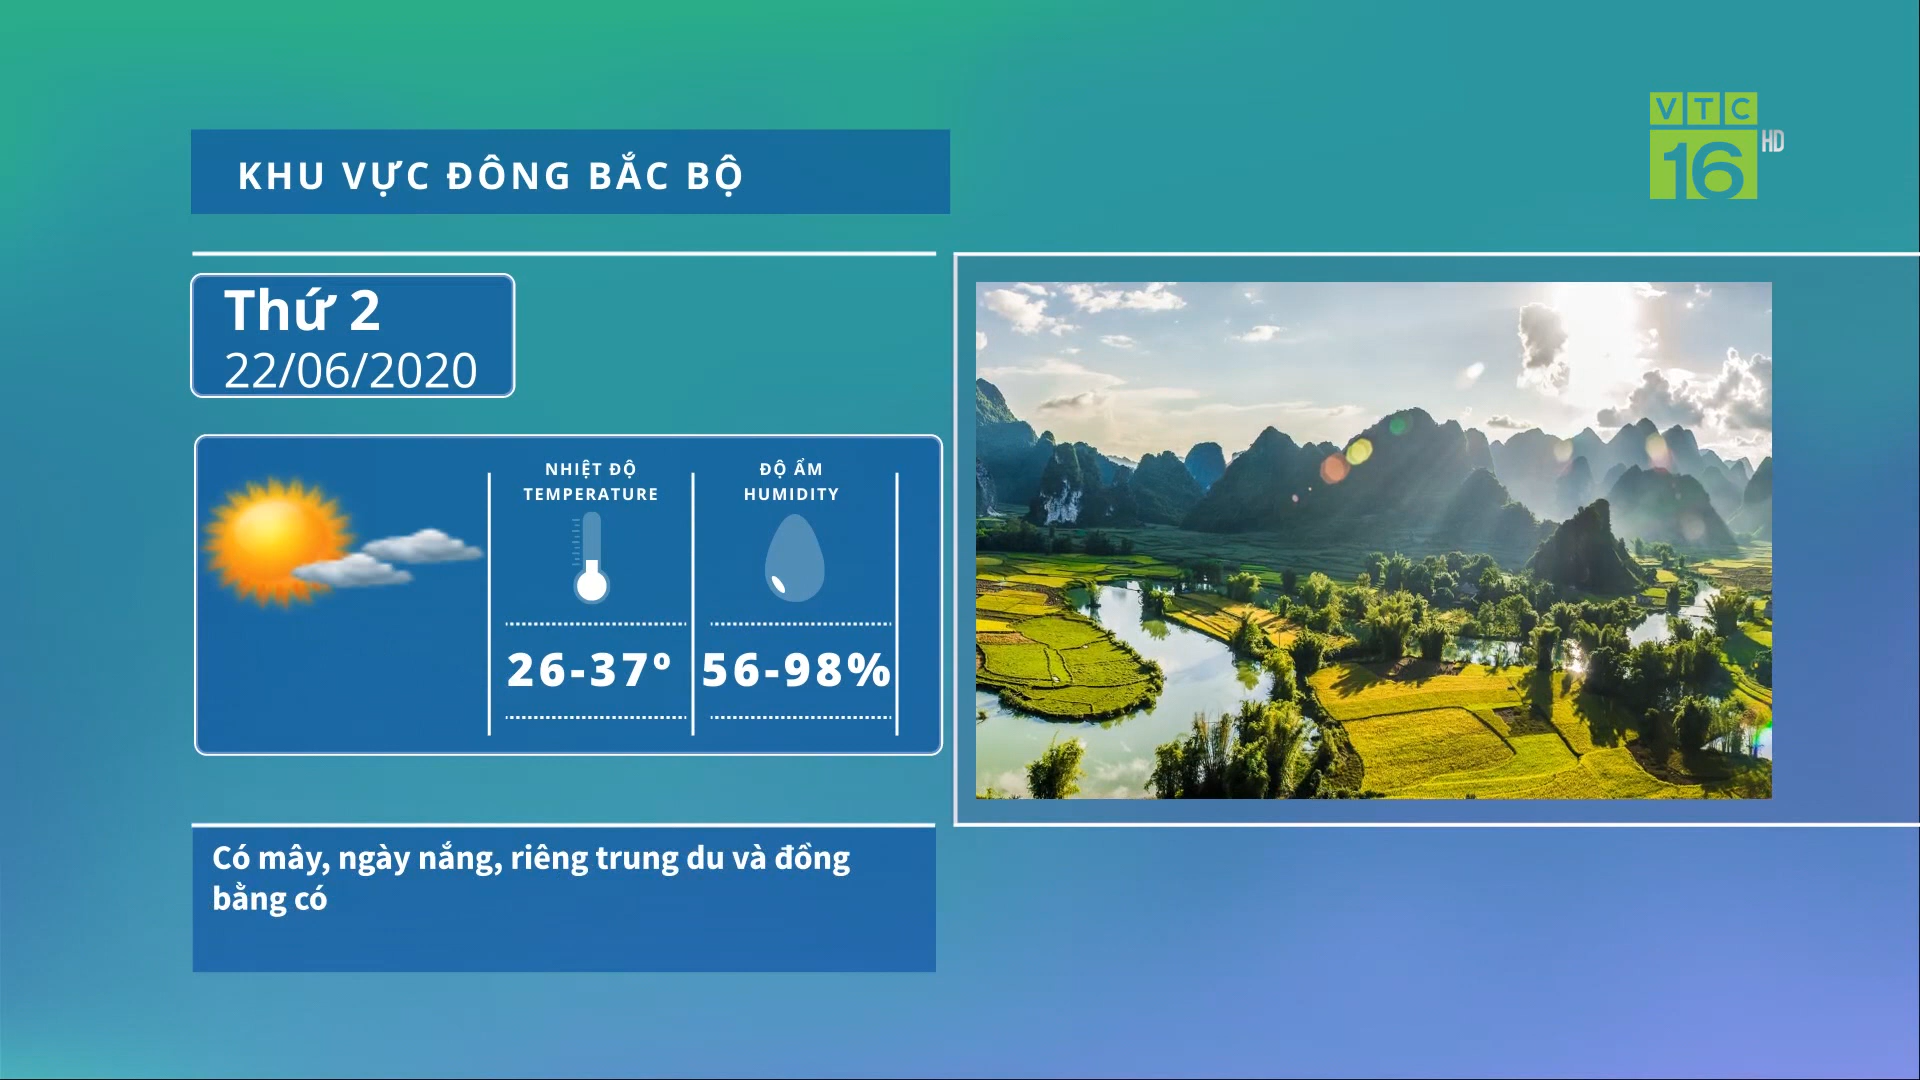 VTC
16 HD
KHU VỰC ĐÔNG BẮC BỘ
Thứ 2
22/06/2020
NHIỆT ĐỘ
TEMPERATURE
26-37°
ĐỘ ẨM
HUMIDITY
56-98%
Có mây, ngày nắng, riêng trung du và đồng
bằng có